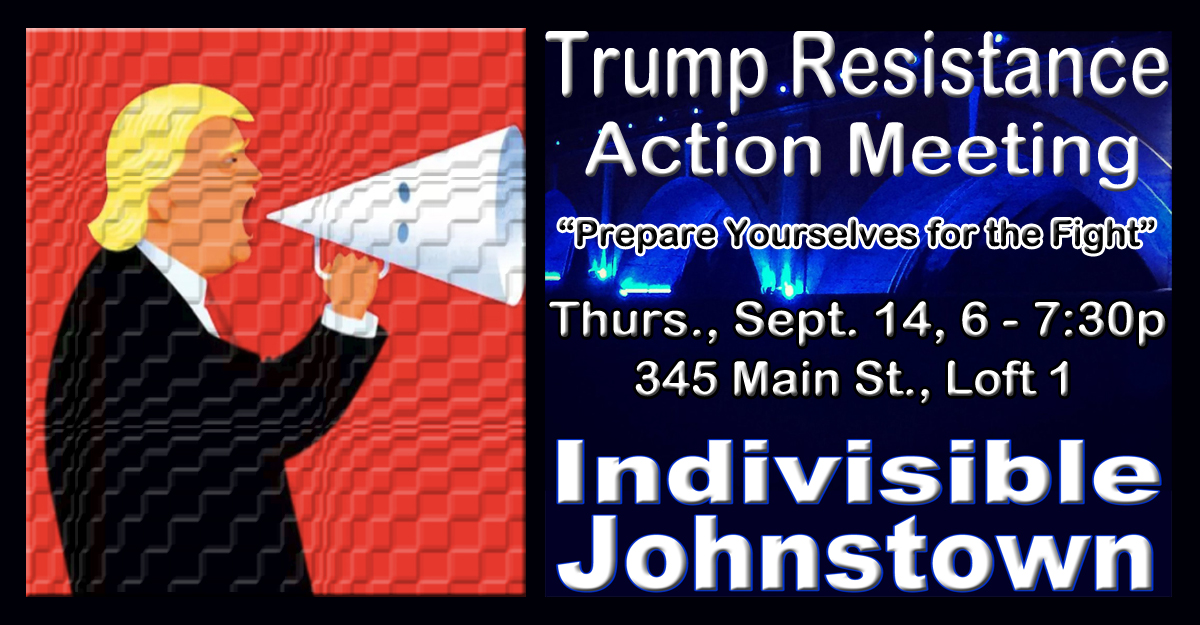 Trump Resistance
Action Meeting
“Prepare Yourselves for the Fight”
Thurs., Sept. 14, 6 - 7:30p
345 Main St., Loft 1
Indivisible
Johnstown